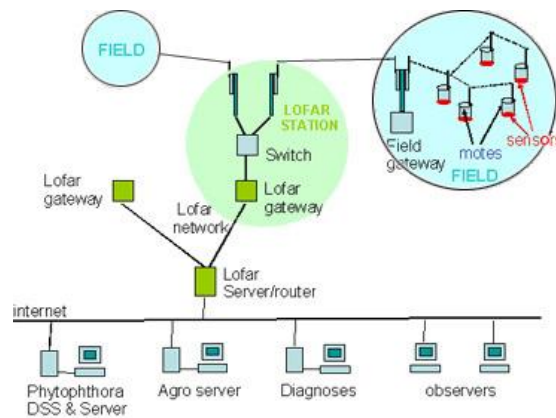 FIELD
LOFAR
STATION
Switch
Field
gateway
motes
sensors
FIELD
Lofar
gateway
Lofar
network
Lofar
gateway
Lofar
Server/router
internet
Phytophthora
DSS & Server
Agro server
Diagnoses
observers